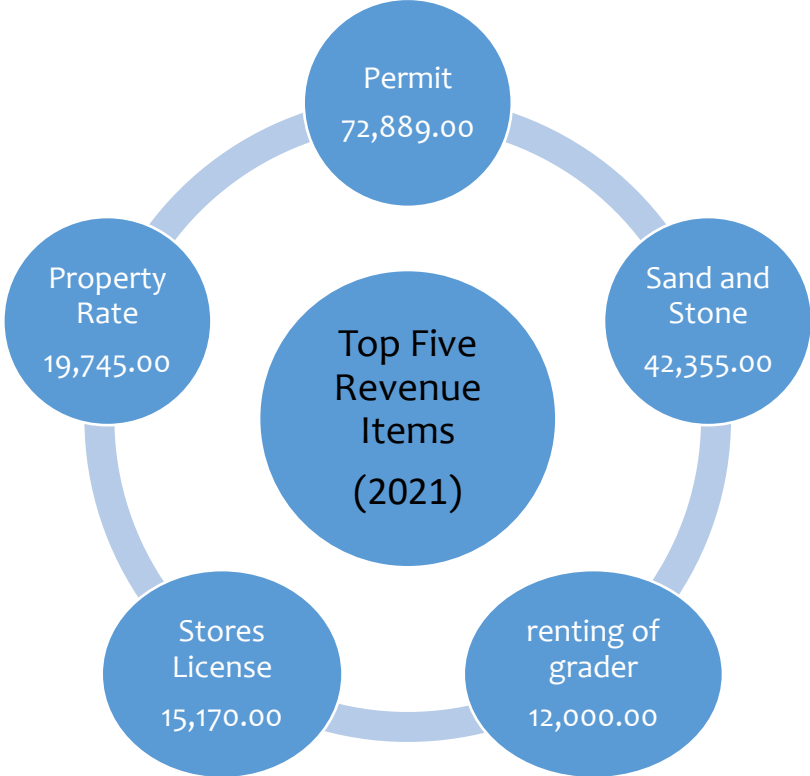 Permit
72,889.00
Property
Rate
19,745.00
Sand and
Stone
42,355.00
Top Five
Revenue
Items
(2021)
Stores
License
15,170.00
renting of
grader
12,000.00